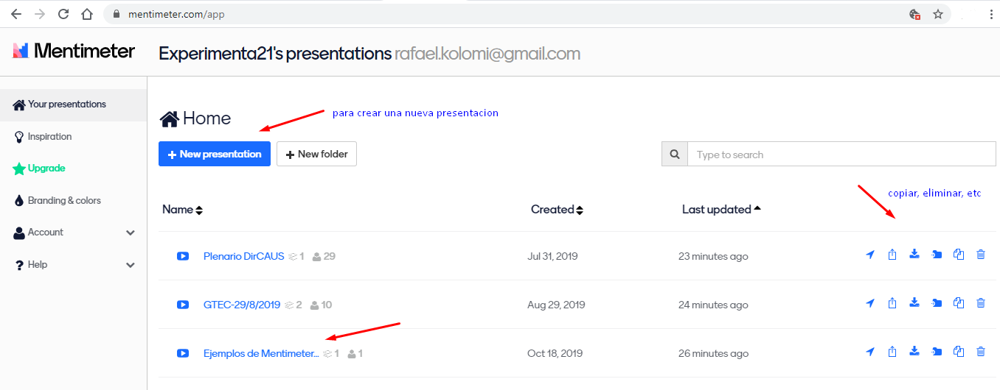 mentimeter.com/app
Mentimeter
Experimenta21's presentations rafael.kolomi@gmail.com
Your presentations
Inspiration
Upgrade
Branding & colors
Account
Help
Home
para crear una nueva presentacion
+ New presentation
+ New folder
Type to search
copiar, eliminar, etc
Name Created Last updated
Plenario DirCAUS 1 29 Jul 31, 2019 23 minutes ago
GTEC-29/8/2019 2 10 Aug 29, 2019 24 minutes ago
Ejemplos de Mentimeter... 1 1 Oct 18, 2019 26 minutes ago